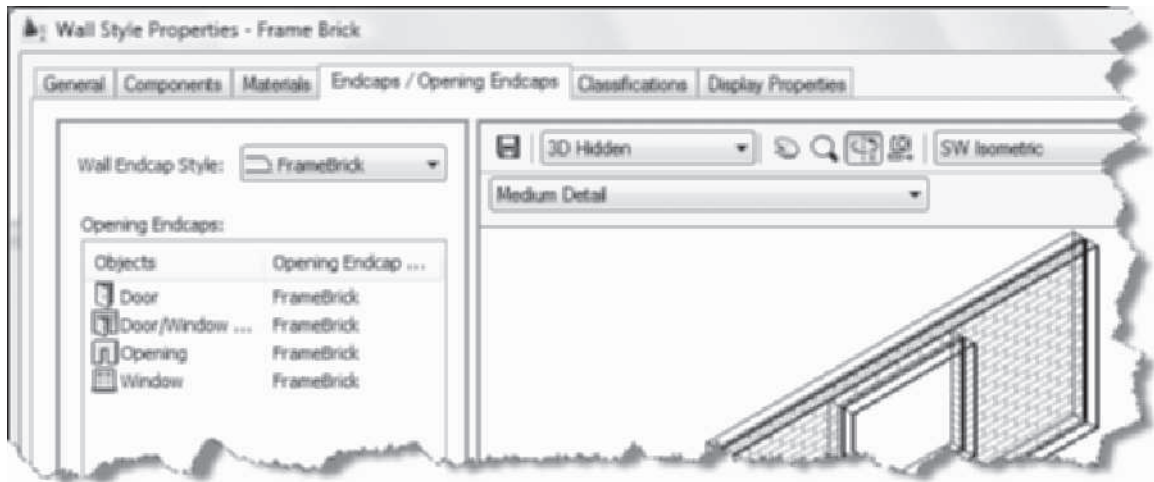 Wall Style Properties - Frame Brick
General Components Materials Endcaps / Opening Endcaps Classifications Display Properties
Wall Endcap Style: FrameBrick
Opening Endcaps:
Objects Opening Endcap ...
Door FrameBrick
Door/Window ... FrameBrick
Opening FrameBrick
Window FrameBrick
3D Hidden SW Isometric
Medium Detail